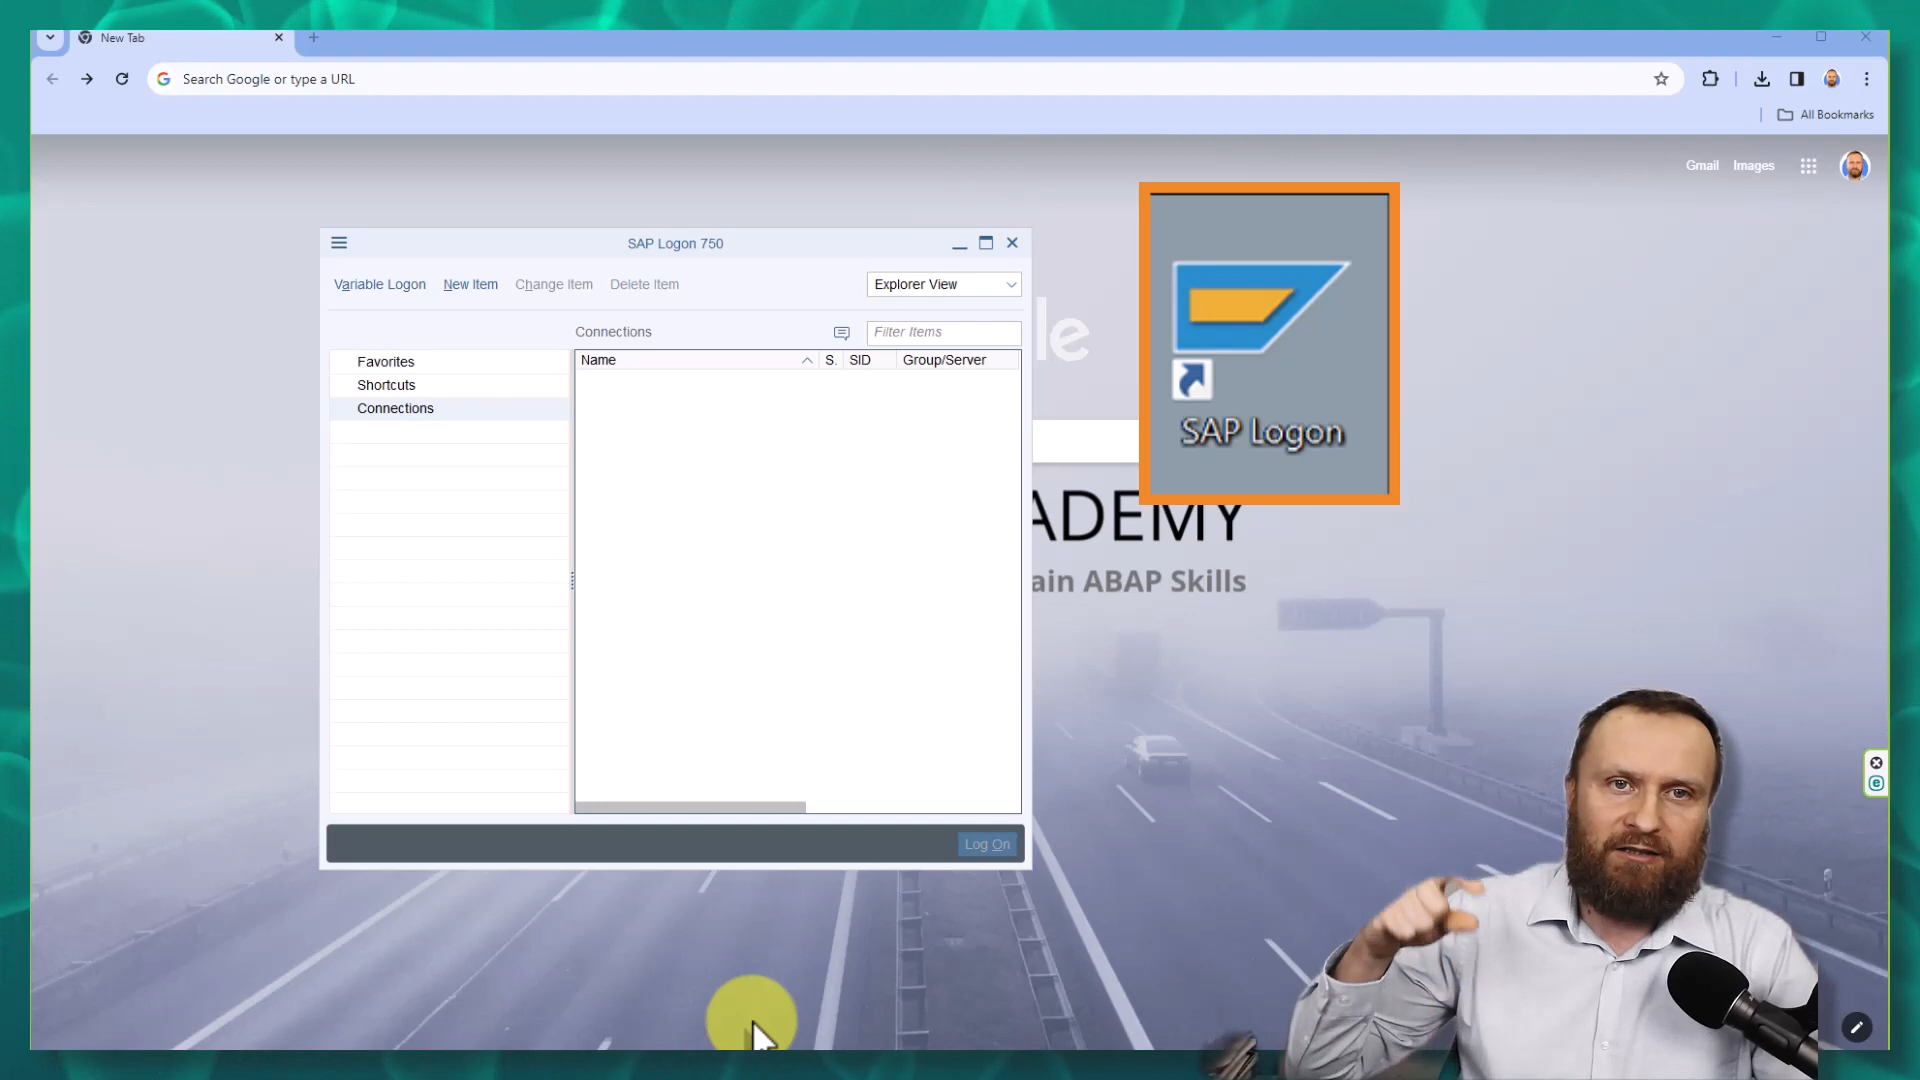 New Tab
Search Google or type a URL
All Bookmarks
Gmail Images
SAP Logon 750
Variable Logon New Item Change Item Delete Item Explorer View
Connections Filter Items
Name S. SID Group/Server
Favorites
Shortcuts
Connections
Log On
le
SAP Logon
ADEMY
ain ABAP Skills